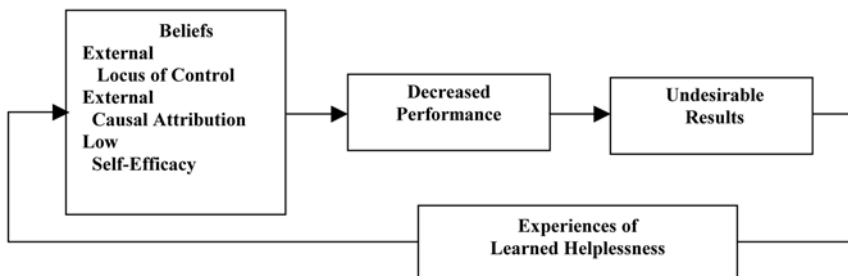 Beliefs
External
Locus of Control
External
Causal Attribution
Low
Self-Efficacy
Decreased
Performance
Undesirable
Results
Experiences of
Learned Helplessness